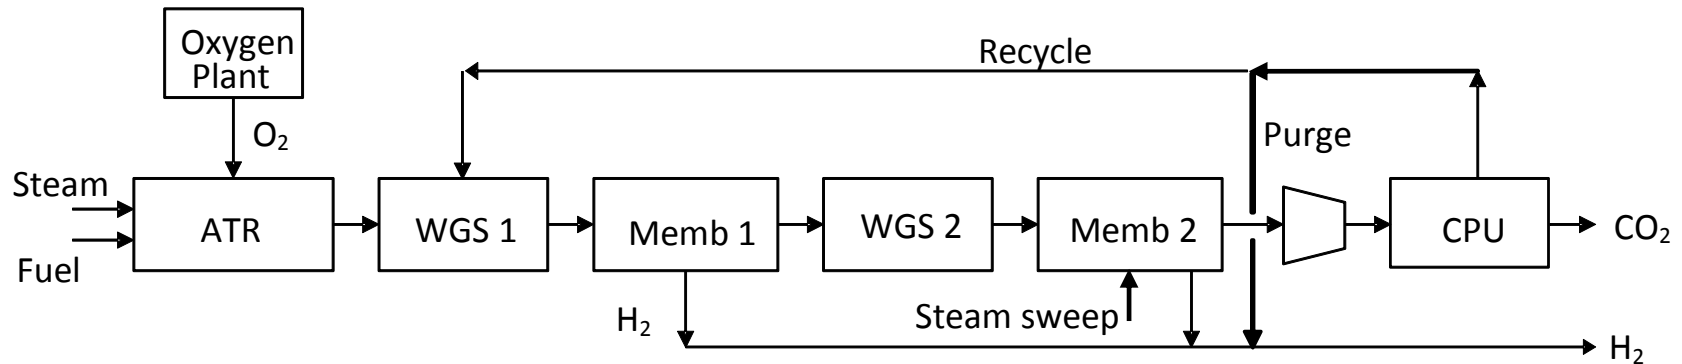 Oxygen
Plant
Recycle
O₂
Purge
Steam
ATR
WGS 1
Memb 1
WGS 2
Memb 2
CPU
CO₂
Fuel
H₂
Steam sweep
H₂